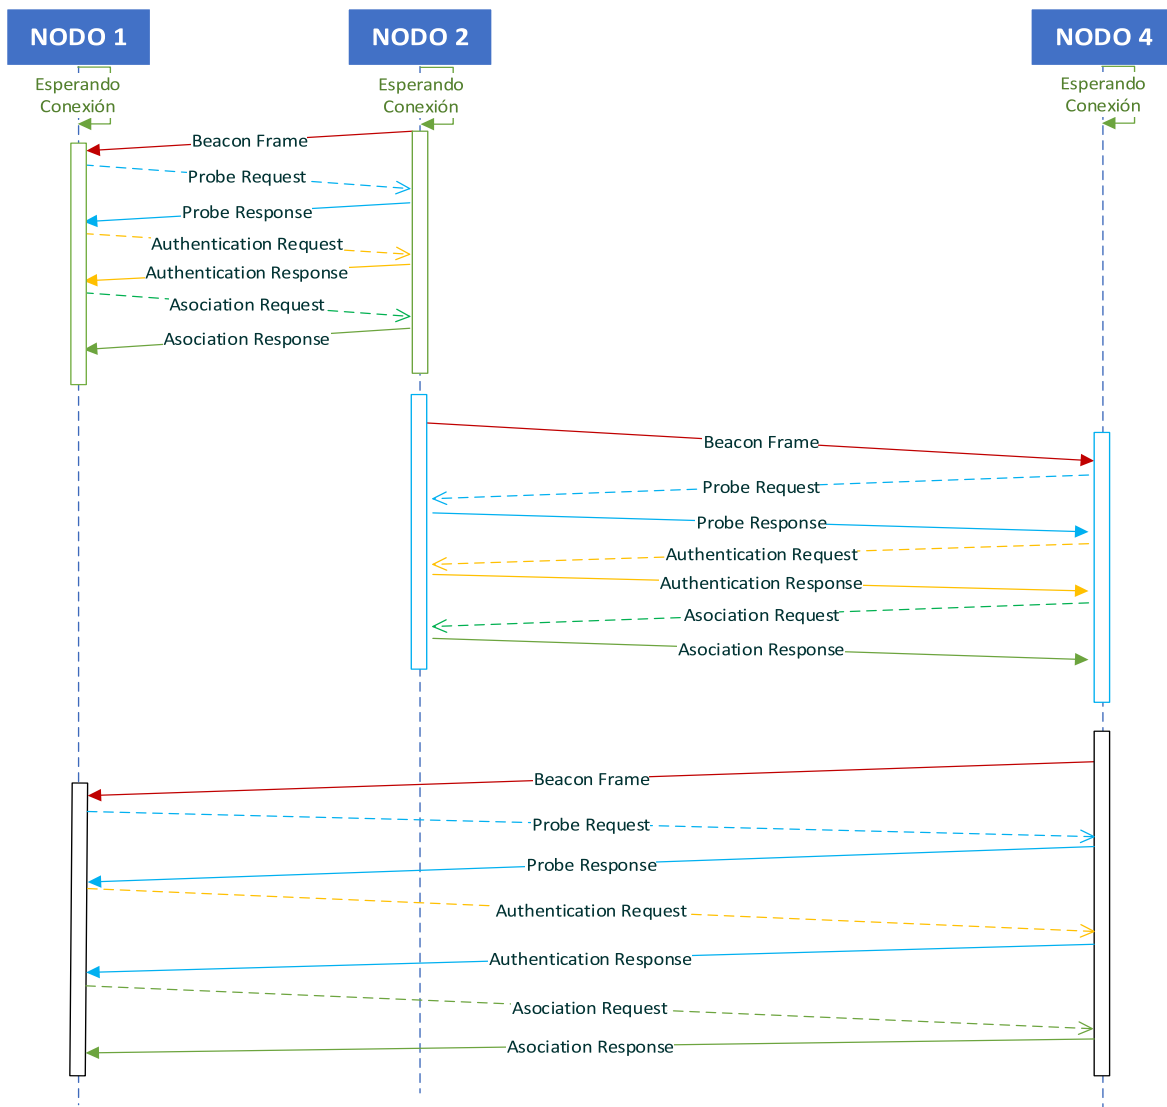 NODO 1
NODO 2
NODO 4
Esperando
Conexión
Esperando
Conexión
Esperando
Conexión
Beacon Frame
Probe Request
Probe Response
Authentication Request
Authentication Response
Asociation Request
Asociation Response
Beacon Frame
Probe Request
Probe Response
Authentication Request
Authentication Response
Asociation Request
Asociation Response
Beacon Frame
Probe Request
Probe Response
Authentication Request
Authentication Response
Asociation Request
Asociation Response